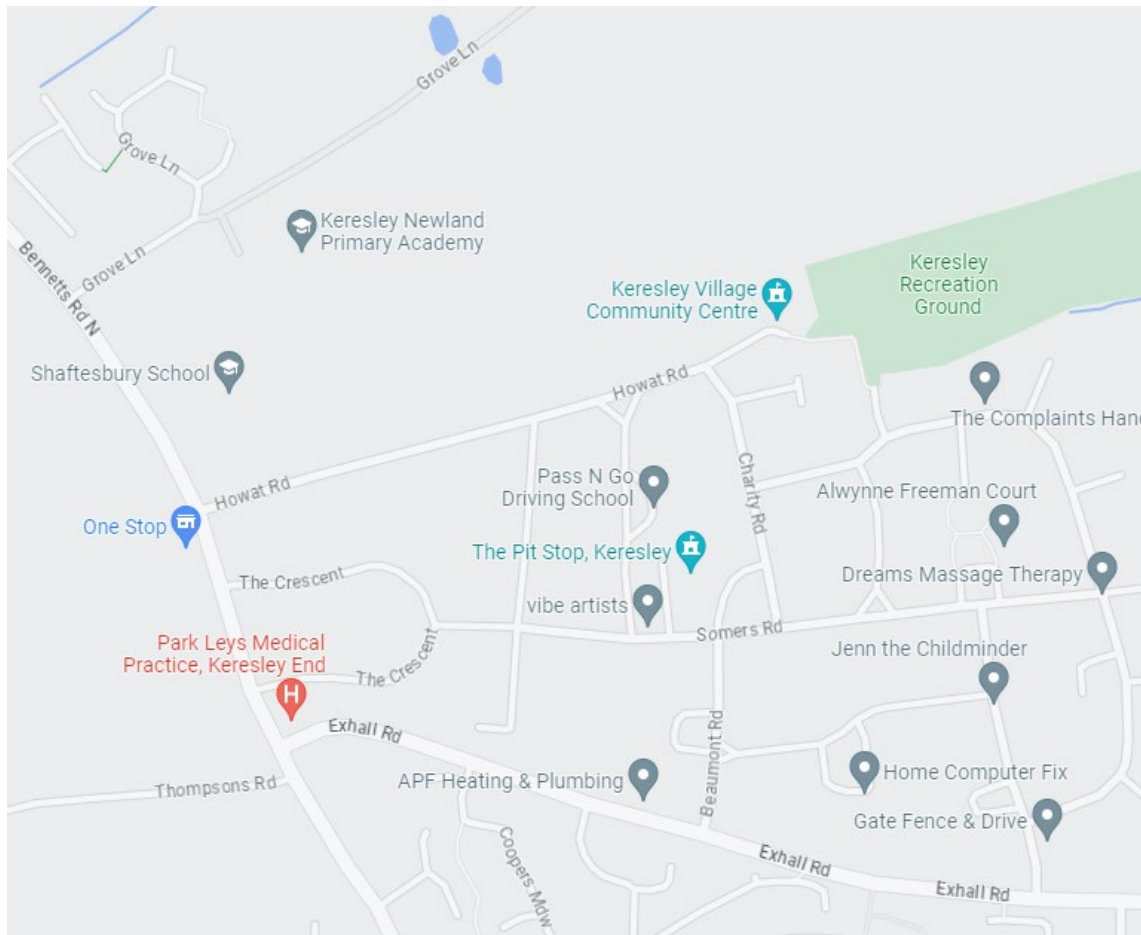 Grove Ln
Grove Ln
Keresley Newland
Primary Academy
Grove Ln
Bennetts Rd N
Keresley
Recreation
Ground
Keresley Village
Community Centre
Shaftesbury School
Howat Rd
The Complaints Hand
Pass N Go
Driving School
Charity Rd
Alwynne Freeman Court
Howat Rd
One Stop
The Pit Stop, Keresley
The Crescent
Dreams Massage Therapy
vibe artists
Somers Rd
Park Leys Medical
Practice, Keresley End
The Crescent
Jenn the Childminder
H
Exhall Rd
Beaumont Rd
Thompsons Rd
APF Heating & Plumbing
Home Computer Fix
Gate Fence & Drive
Coopers Mdw
Exhall Rd
Exhall Rd